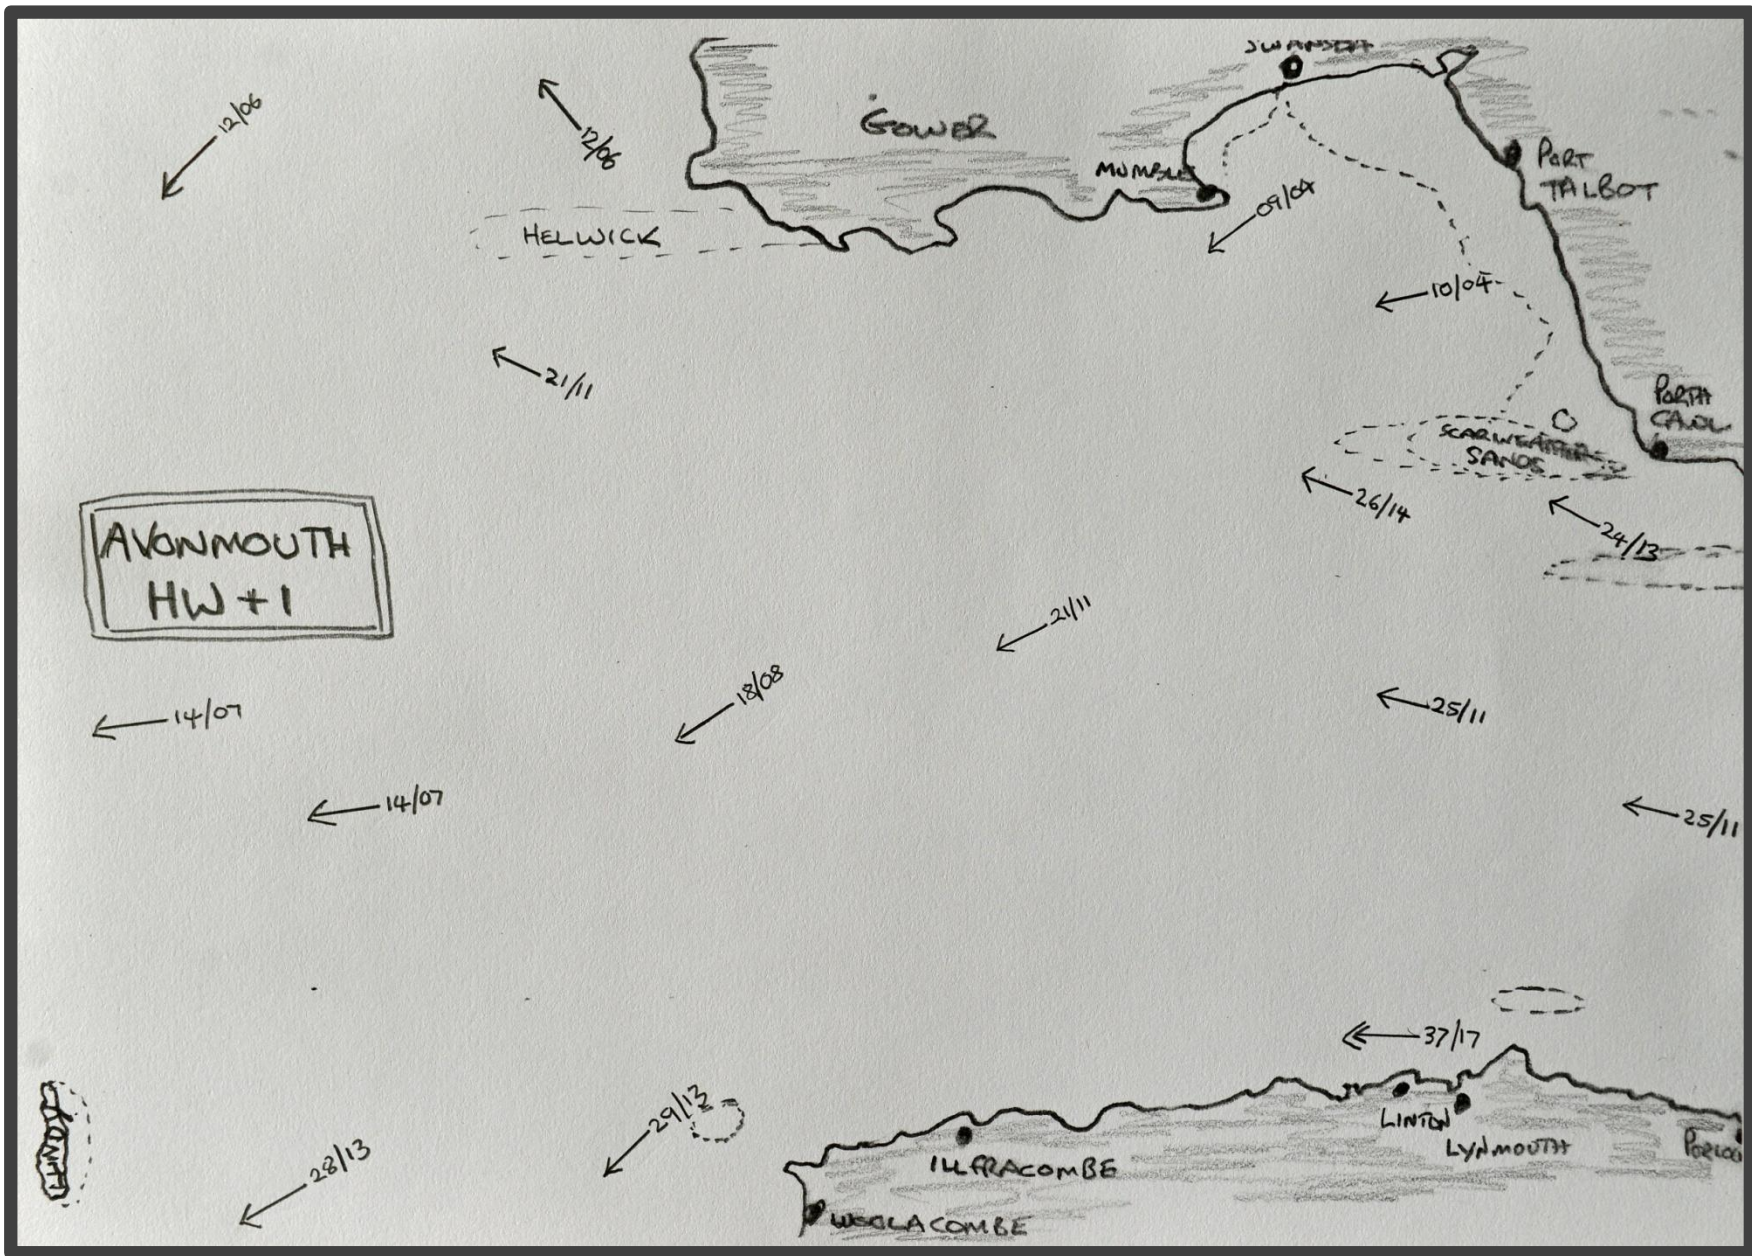 SWANSEA
12/06
12/06
GOWER
PORT
TALBOT
MUMBLES
09/04
HELWICK
10/04
21/11
PORTH
CAWL
SCARWEATHER
SANDS
26/14
24/13
AVONMOUTH
HW + 1
21/11
18/08
14/07
25/11
14/07
25/11
37/17
29/13
LINTON
LYNMOUTH
28/13
ILLFRACOMBE
WOOLACOMBE